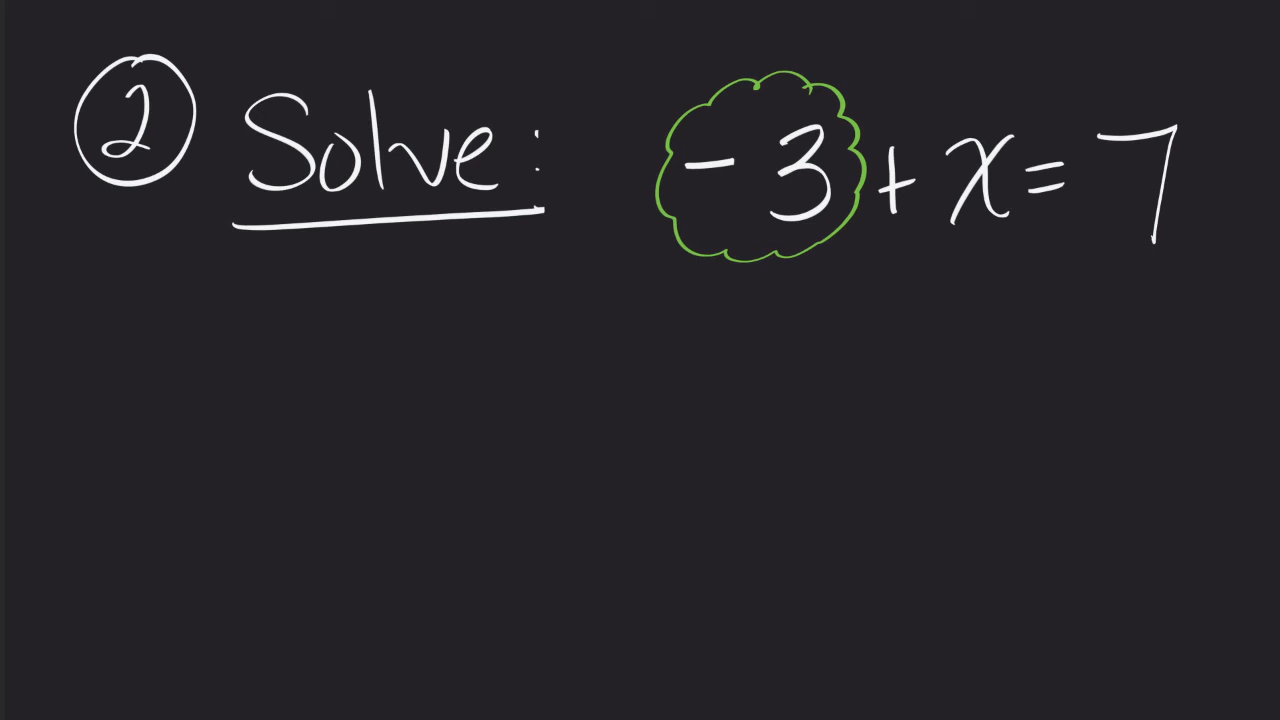 ② Solve: - 3 + x = 7